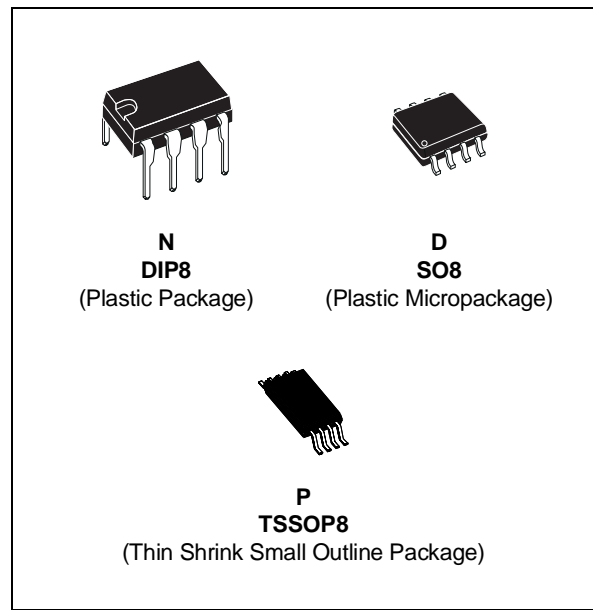 N
DIP8
(Plastic Package)
D
SO8
(Plastic Micropackage)
P
TSSOP8
(Thin Shrink Small Outline Package)